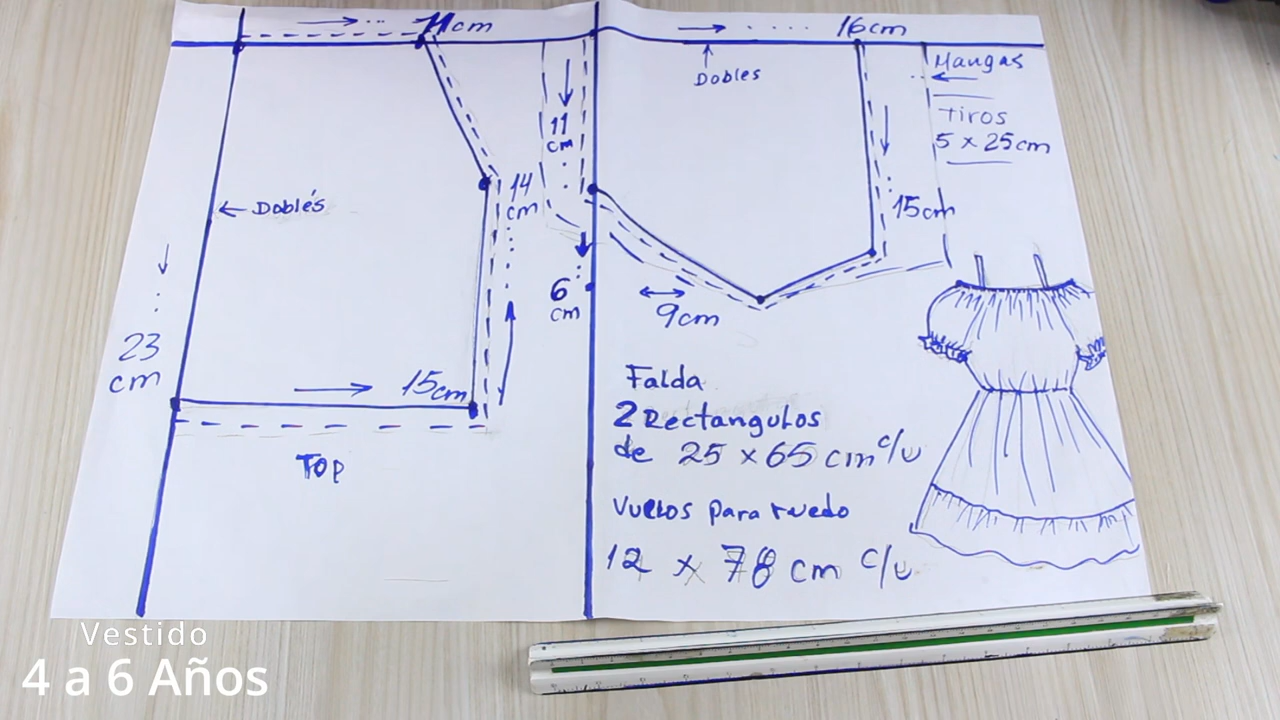 11cm
16cm
Dobles
Mangas
Tiros
5 x 25cm
11
cm
14
cm
15cm
← Doblés
23
cm
6
cm
9cm
15cm
Top
Falda
2 Rectangulos
de 25 x 65 cm c/u
Vuelos para ruedo
12 x 78 cm c/u
Vestido
4 a 6 Años